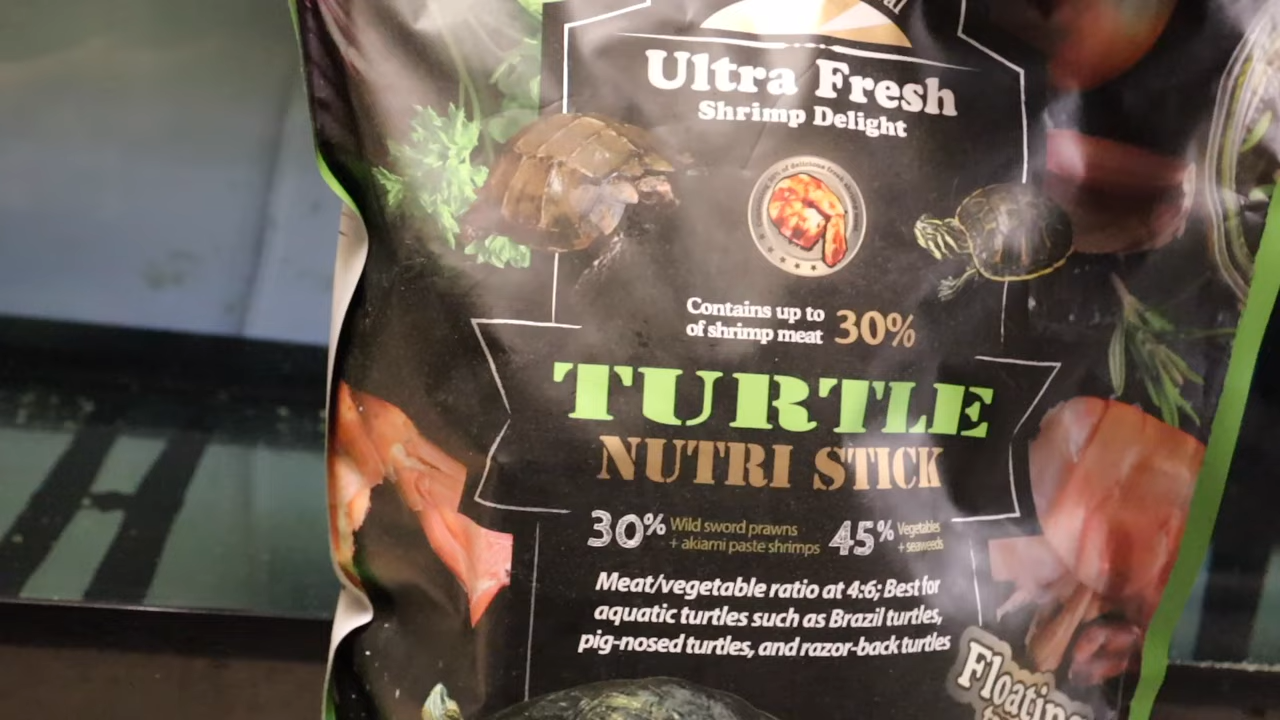 Ultra Fresh
Shrimp Delight
Contains up to
of shrimp meat 30%
TURTLE
NUTRI STICK
30% Wild sword prawns
+ akiami paste shrimps
45% Vegetables
+ seaweeds
Meat/vegetable ratio at 4:6; Best for
aquatic turtles such as Brazil turtles,
pig-nosed turtles, and razor-back turtles
Floating